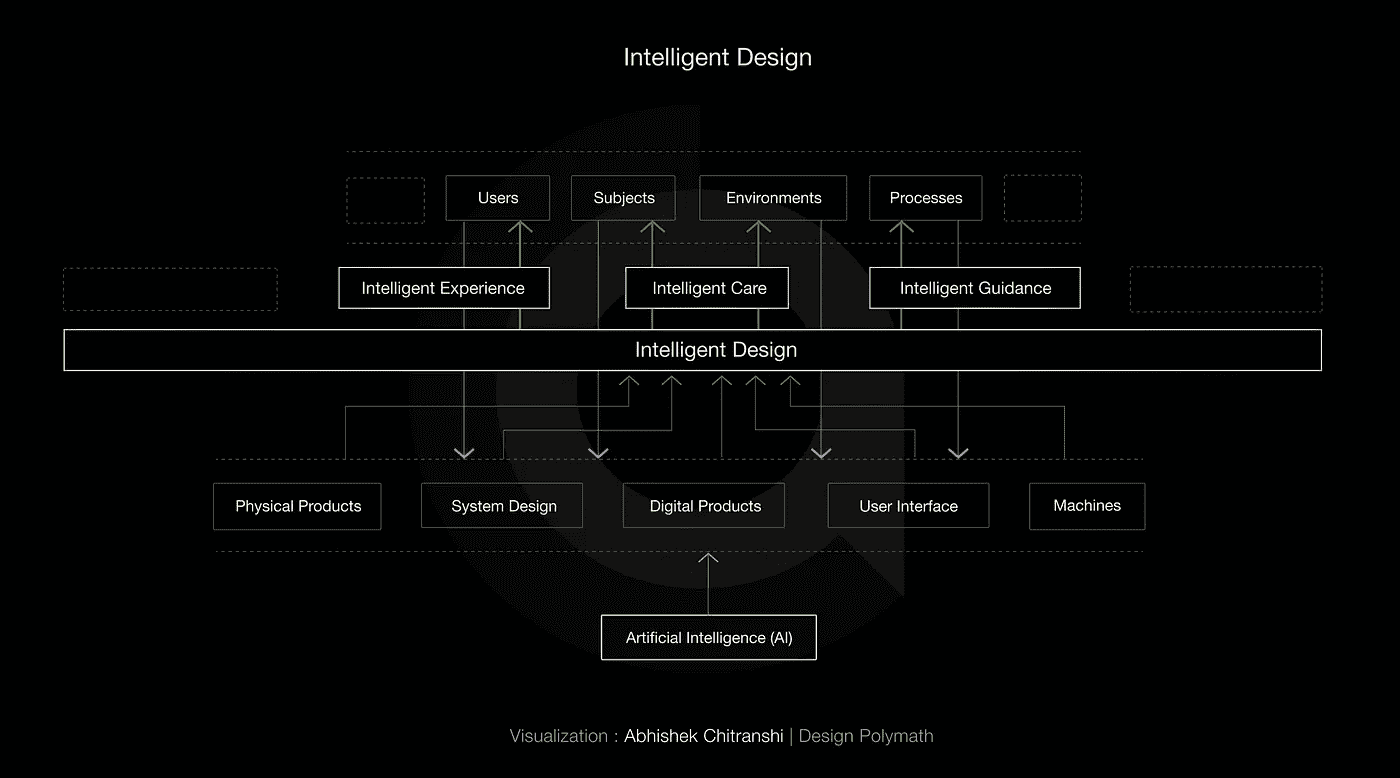 Intelligent Design
Users
Subjects
Environments
Processes
Intelligent Experience
Intelligent Care
Intelligent Guidance
Intelligent Design
Physical Products
System Design
Digital Products
User Interface
Machines
Artificial Intelligence (AI)
Visualization : Abhishek Chitranshi | Design Polymath